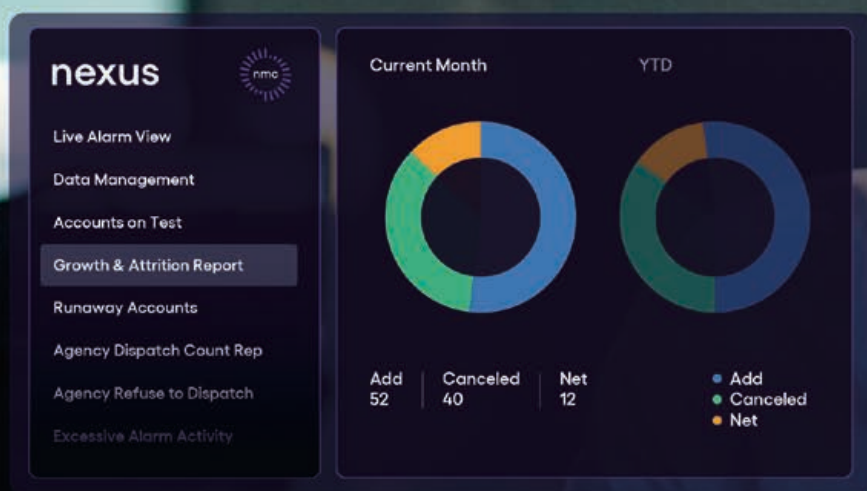 nexus
nmc
Live Alarm View
Data Management
Accounts on Test
Growth & Attrition Report
Runaway Accounts
Agency Dispatch Count Rep
Agency Refuse to Dispatch
Excessive Alarm Activity
Current Month
YTD
Add
Canceled
Net
52
40
12
Add
Canceled
Net